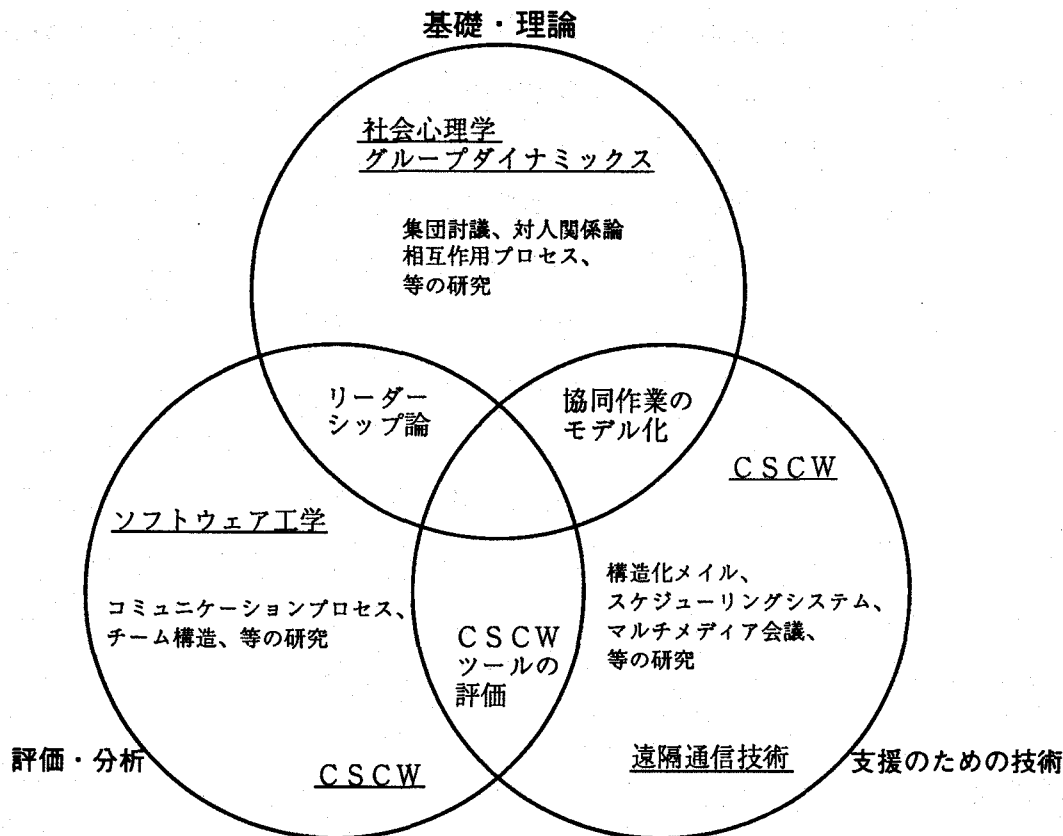 基礎・理論
社会心理学
グループダイナミックス
集団討議、対人関係論
相互作用プロセス、
等の研究
リーダー
シップ論
協同作業の
モデル化
ＣＳＣＷ
ソフトウェア工学
コミュニケーションプロセス、
チーム構造、等の研究
ＣＳＣＷ
ツールの
評価
構造化メイル、
スケジューリングシステム、
マルチメディア会議、
等の研究
評価・分析
ＣＳＣＷ
遠隔通信技術
支援のための技術